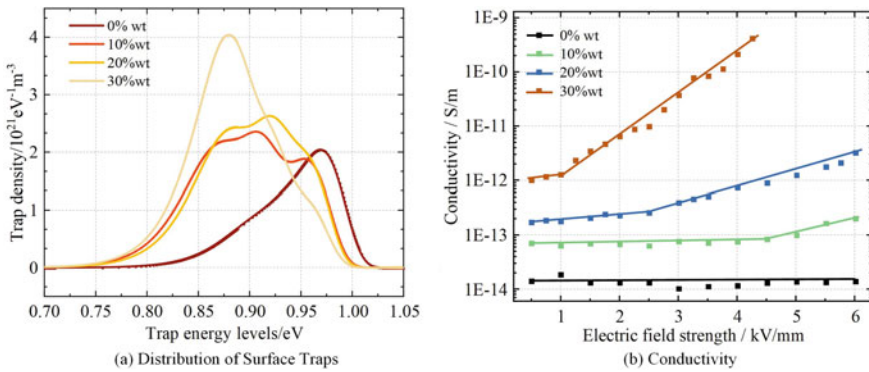 0% wt
10%wt
20%wt
30%wt
Trap density/10²¹eV⁻¹m⁻³
4
3
2
1
0
0.70 0.75 0.80 0.85 0.90 0.95 1.00 1.05
Trap energy levels/eV
(a) Distribution of Surface Traps
0% wt
10%wt
20%wt
30%wt
Conductivity / S/m
1E-9
1E-10
1E-11
1E-12
1E-13
1E-14
1 2 3 4 5 6
Electric field strength / kV/mm
(b) Conductivity